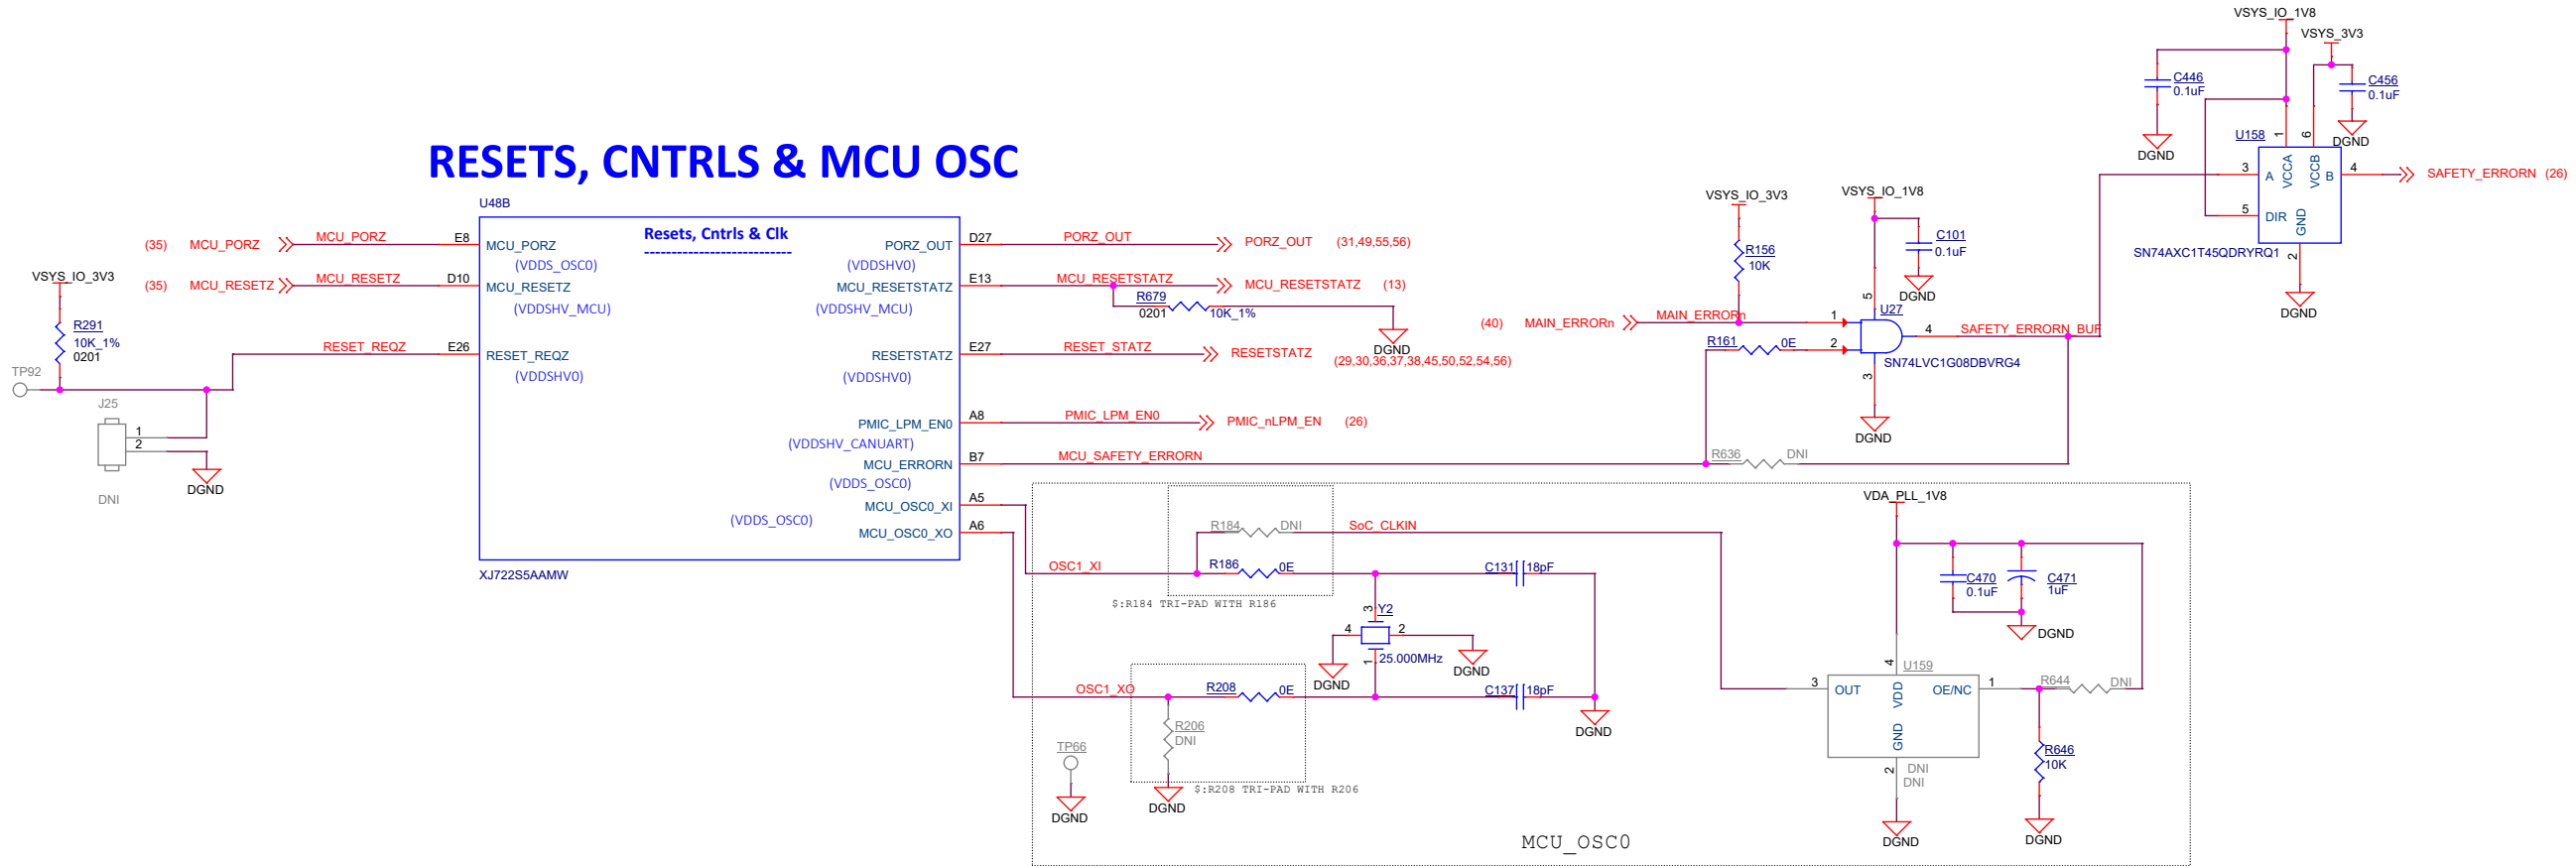 RESETS, CNTRLS & MCU OSC
U48B
Resets, Cntrls & Clk
(35) MCU_PORZ MCU_PORZ E8 MCU_PORZ
(VDDS_OSC0)
(35) MCU_RESETZ MCU_RESETZ D10 MCU_RESETZ
(VDDSHV_MCU)
VSYS_IO_3V3
R291
10K_1%
0201
RESET_REQZ E26 RESET_REQZ
(VDDSHV0)
TP92
J25
1
2
DNI
DGND
PORZ_OUT D27 PORZ_OUT PORZ_OUT (31,49,55,56)
(VDDSHV0)
MCU_RESETSTATZ E13 MCU_RESETSTATZ MCU_RESETSTATZ (13)
(VDDSHV_MCU)
R679
0201 10K_1%
DGND
RESETSTATZ E27 RESET_STATZ RESETSTATZ (29,30,36,37,38,45,50,52,54,56)
(VDDSHV0)
PMIC_LPM_EN0 A8 PMIC_LPM_EN0 PMIC_nLPM_EN (26)
(VDDSHV_CANUART)
MCU_ERRORN B7 MCU_SAFETY_ERRORN
(VDDS_OSC0)
MCU_OSC0_XI A5
(VDDS_OSC0)
MCU_OSC0_XO A6
XJ722S5AAMW
VSYS_IO_3V3
R156
10K
(40) MAIN_ERRORn MAIN_ERRORn 1
R161 0E 2
VSYS_IO_1V8
C101
0.1uF
DGND
5
U27
4 SAFETY_ERRORN_BUF
SN74LVC1G08DBVRG4
3
DGND
R636 DNI
VSYS_IO_1V8
VSYS_3V3
C446
0.1uF
DGND
C456
0.1uF
DGND
U158
1 6
3 A VCCA VCCB B 4 SAFETY_ERRORN (26)
5 DIR GND
SN74AXC1T45QDRYRQ1
2
DGND
R184 DNI SoC_CLKIN
OSC1_XI R186 0E C131 18pF
$:R184 TRI-PAD WITH R186
3 Y2
4 2
25.000MHz
1
DGND
DGND
OSC1_XO R208 0E C137 18pF
DGND
R206
DNI
DGND
$:R208 TRI-PAD WITH R206
TP66
DGND
VDA_PLL_1V8
C470
0.1uF
C471
1uF
DGND
4 U159
3 OUT VDD OE/NC 1 R644 DNI
GND
2 DNI
DNI
DGND
R646
10K
DGND
MCU_OSC0